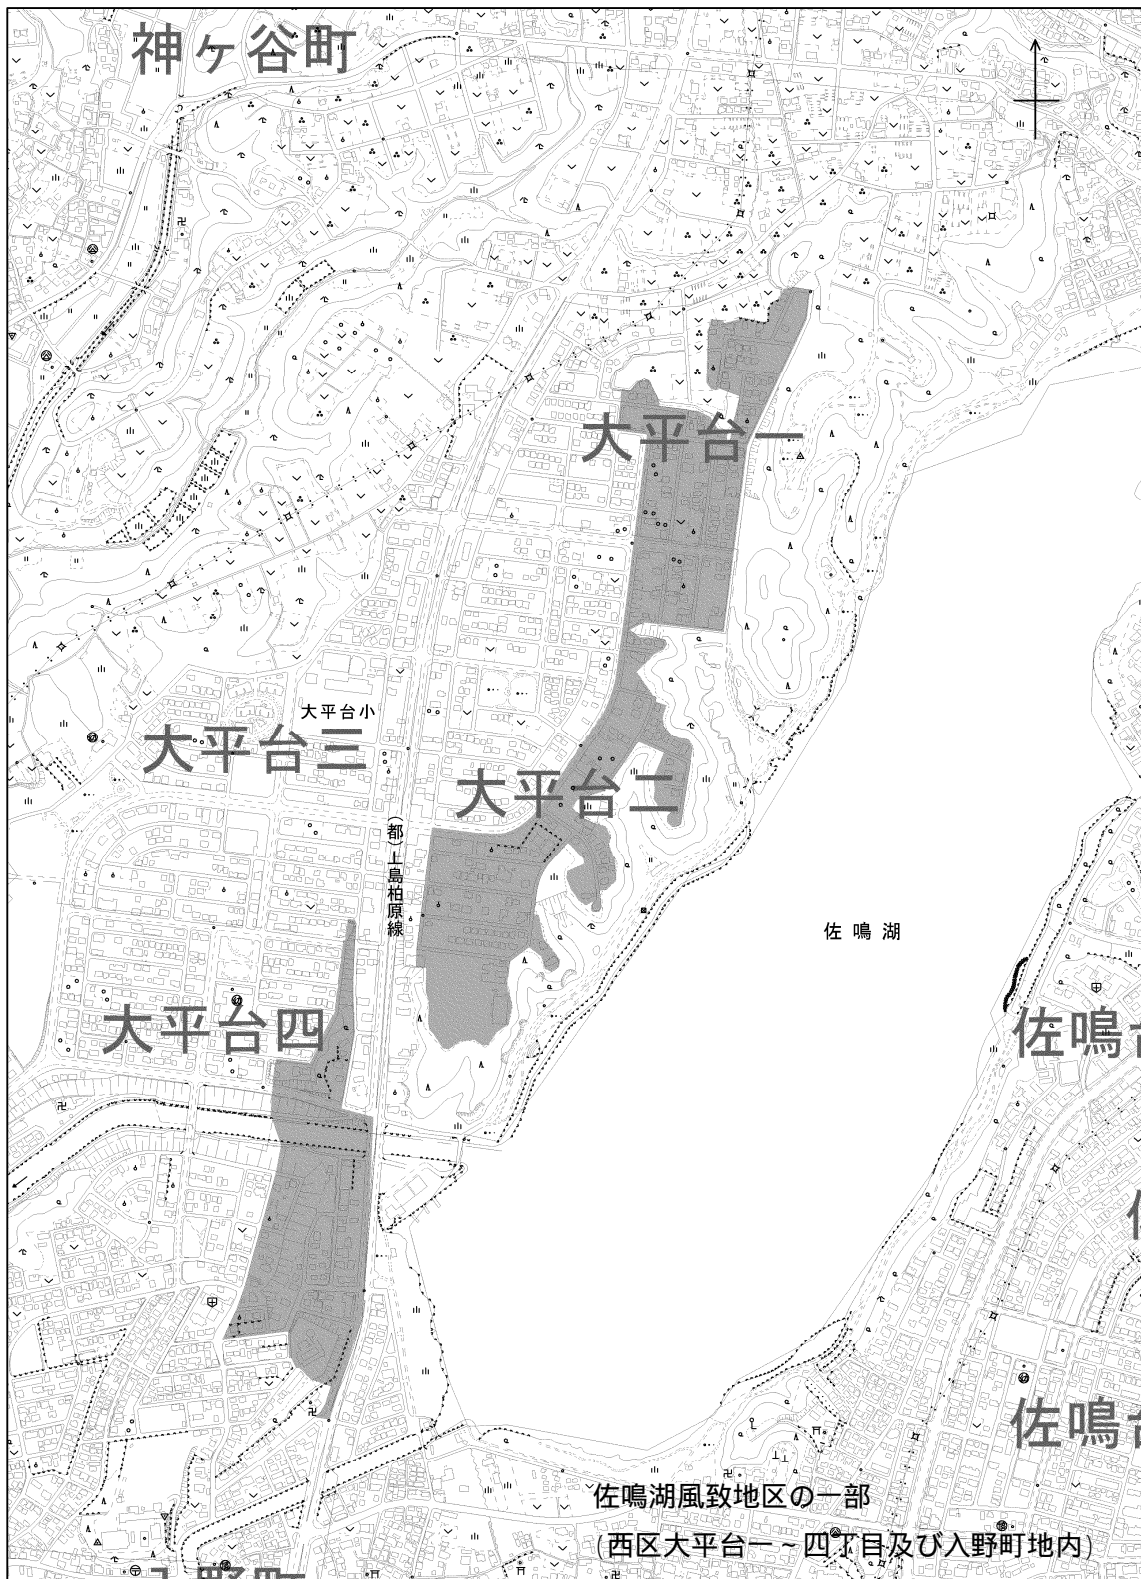 神ヶ谷町
大平台一
大平台小
大平台三
大平台二
(都)上島柏原線
佐鳴湖
大平台四
佐鳴台
佐鳴台
佐鳴湖風致地区の一部
(西区大平台一~四丁目及び入野町地内)
入野町